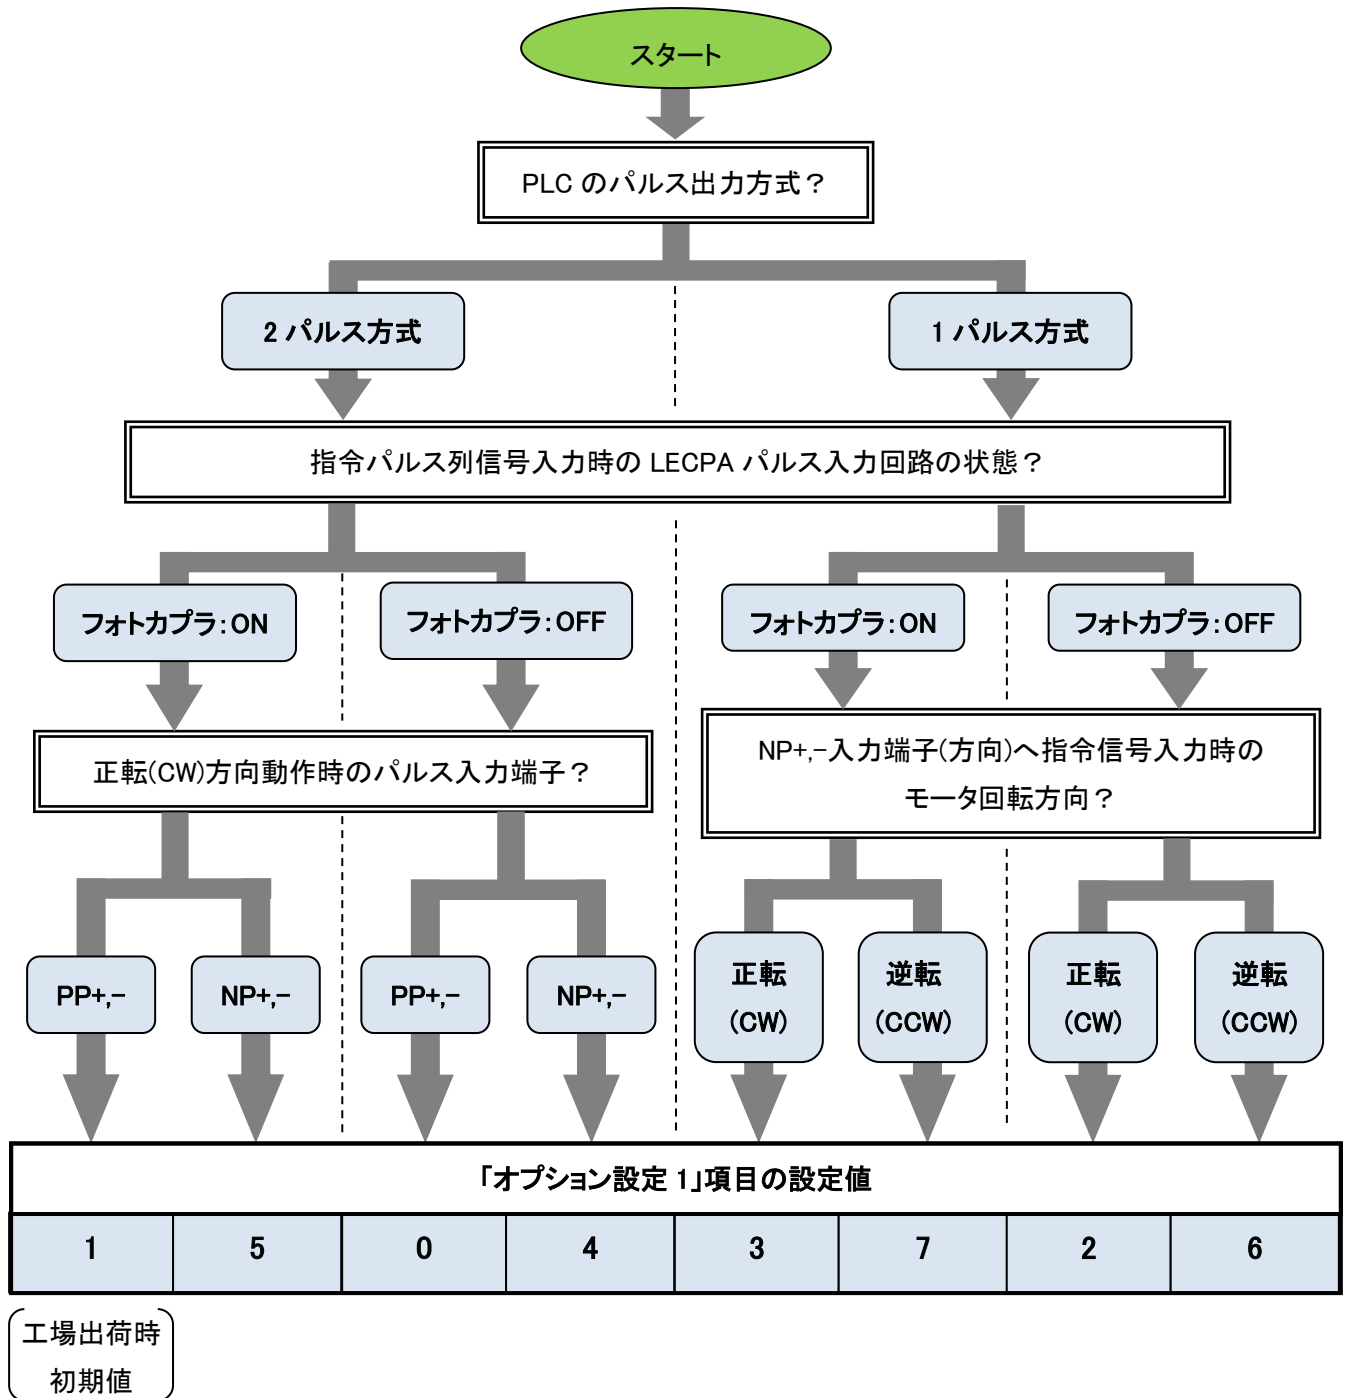 スタート
PLC のパルス出力方式？
2 パルス方式
1 パルス方式
指令パルス列信号入力時の LECPA パルス入力回路の状態？
フォトカプラ：ON
フォトカプラ：OFF
フォトカプラ：ON
フォトカプラ：OFF
正転(CW)方向動作時のパルス入力端子？
NP+,-入力端子(方向)へ指令信号入力時の
モータ回転方向？
PP+,-
NP+,-
PP+,-
NP+,-
正転
(CW)
逆転
(CCW)
正転
(CW)
逆転
(CCW)
「オプション設定 1」項目の設定値
1 5 0 4 3 7 2 6
工場出荷時
初期値